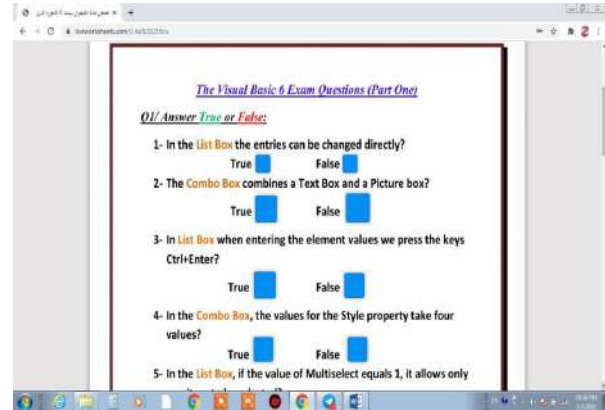 The Visual Basic 6 Exam Questions (Part One)
Q1/ Answer True or False:
1- In the List Box the entries can be changed directly?
True False
2- The Combo Box combines a Text Box and a Picture box?
True False
3- In List Box when entering the element values we press the keys
Ctrl+Enter?
True False
4- In the Combo Box, the values for the Style property take four
values?
True False
5- In the List Box, if the value of Multiselect equals 1, it allows only